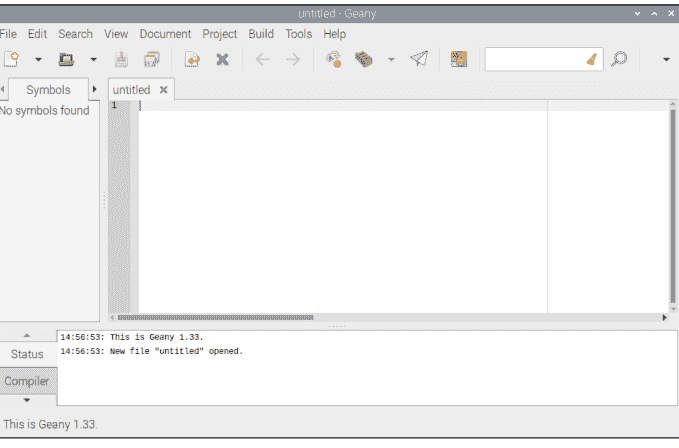 untitled - Geany
File Edit Search View Document Project Build Tools Help
Symbols
untitled
No symbols found
1
14:56:53: This is Geany 1.33.
Status
14:56:53: New file "untitled" opened.
Compiler
This is Geany 1.33.